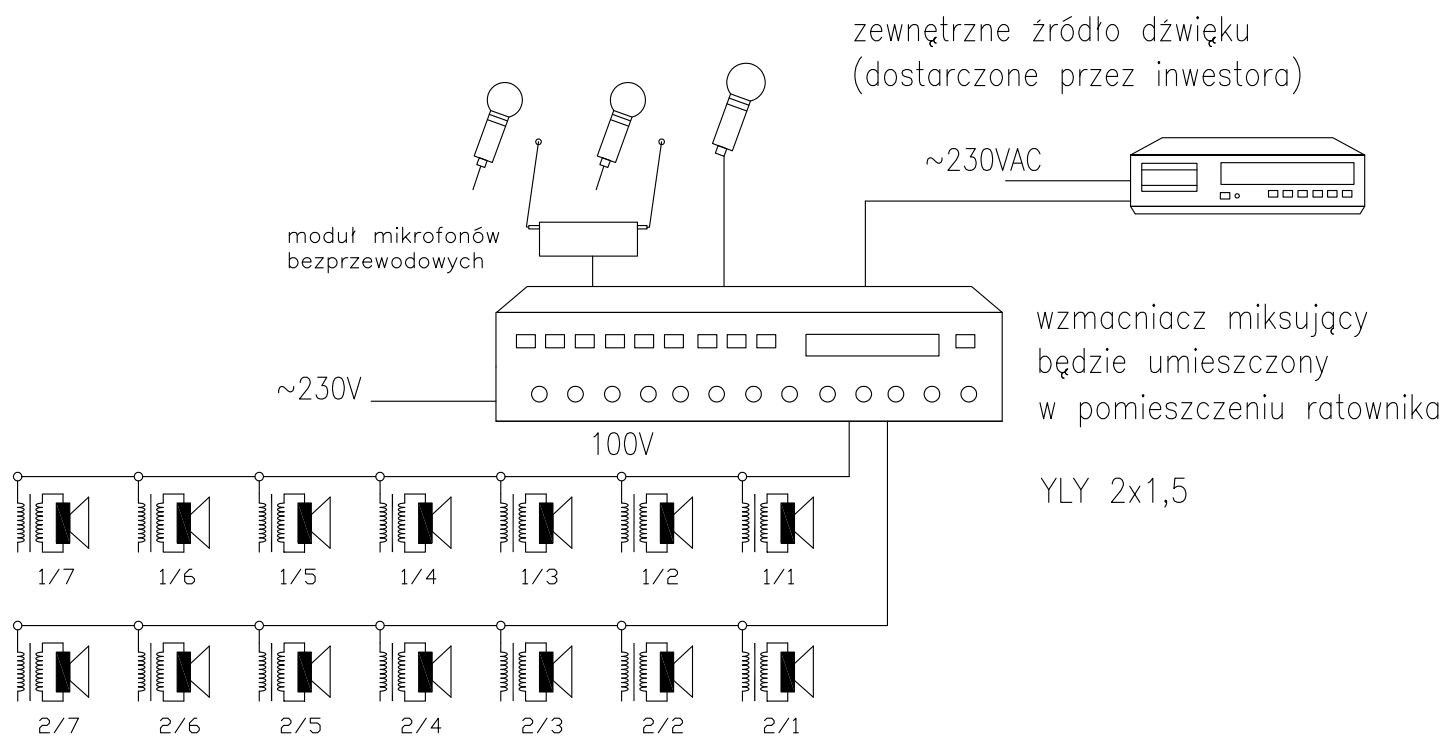 zewnętrzne źródło dźwięku
(dostarczone przez inwestora)
~230VAC
moduł mikrofonów
bezprzewodowych
wzmacniacz miksujący
będzie umieszczony
w pomieszczeniu ratownika
~230V
100V
YLY 2x1,5
1/7 1/6 1/5 1/4 1/3 1/2 1/1
2/7 2/6 2/5 2/4 2/3 2/2 2/1